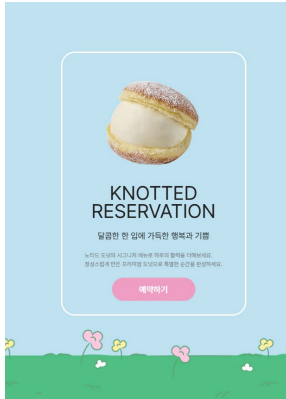 KNOTTED
RESERVATION
달콤한 한 입에 가득한 행복과 기쁨
노티드 도넛의 시그니처 메뉴로 하루의 활력을 더해보세요.
정성스럽게 만든 프리미엄 도넛으로 특별한 순간을 완성하세요.
예약하기